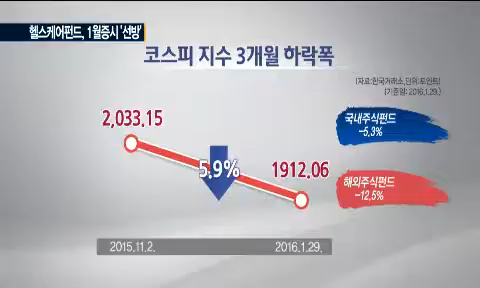 헬스케어펀드, 1월증시 '선방'
코스피 지수 3개월 하락폭
(자료:한국거래소,단위:포인트)
(기준일: 2016.1.29.)
2,033.15
5.9%
1912.06
국내주식펀드
-5.3%
해외주식펀드
-12.5%
2015.11.2.
2016.1.29.